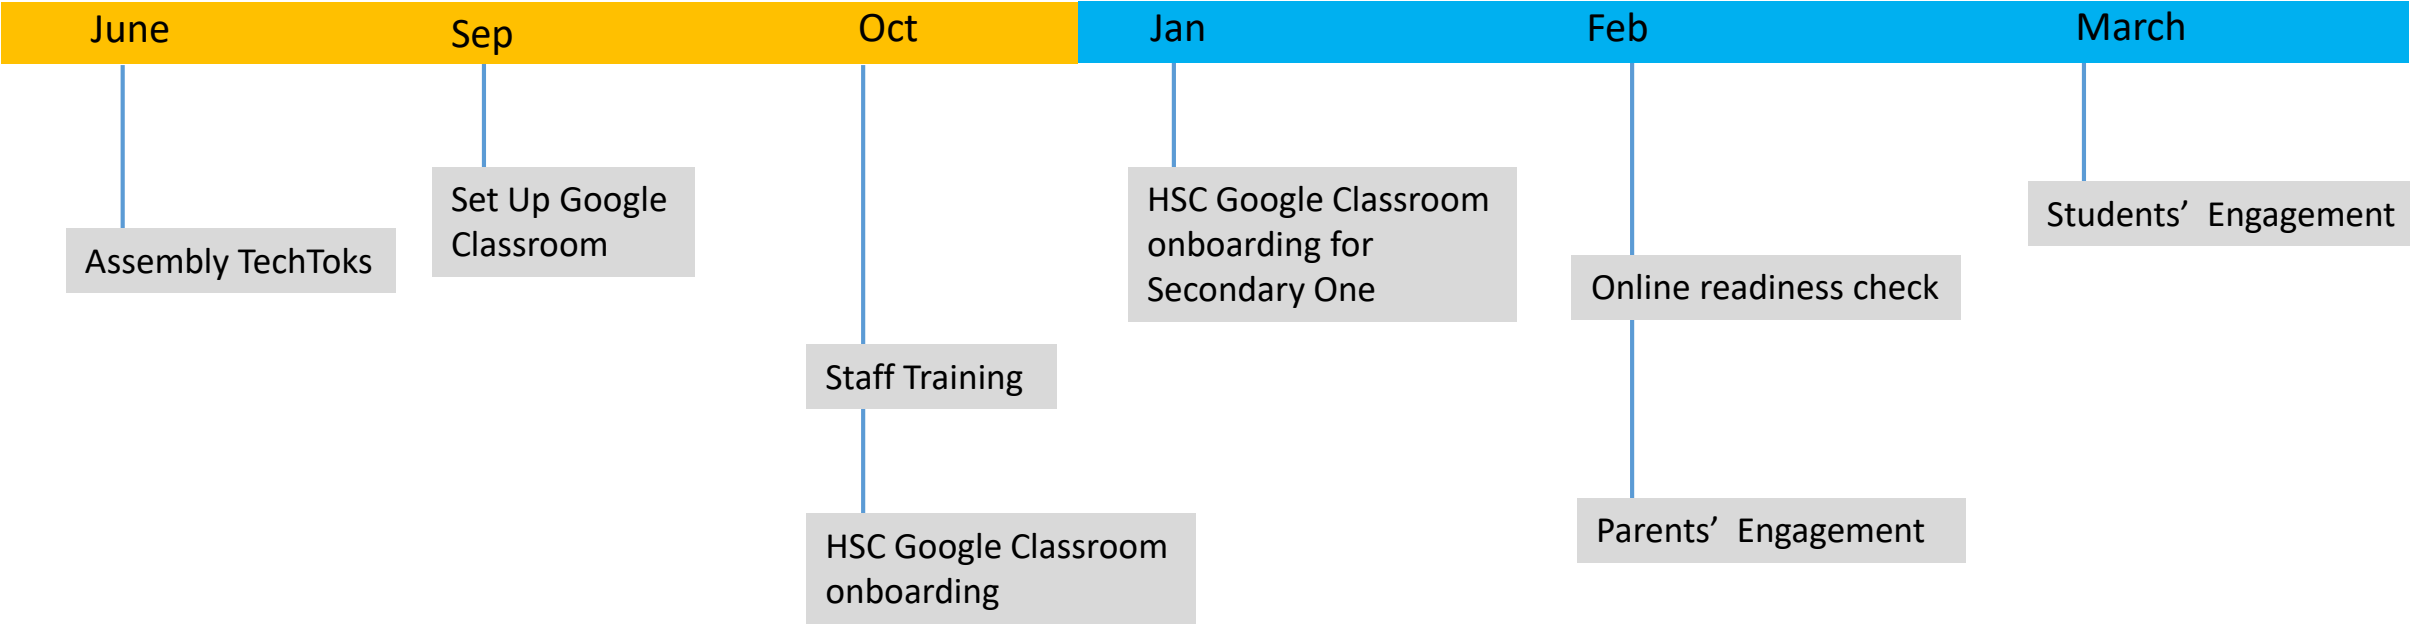 June
Sep
Oct
Jan
Feb
March
Assembly TechToks
Set Up Google
Classroom
Staff Training
HSC Google Classroom
onboarding
HSC Google Classroom
onboarding for
Secondary One
Online readiness check
Parents’ Engagement
Students’ Engagement